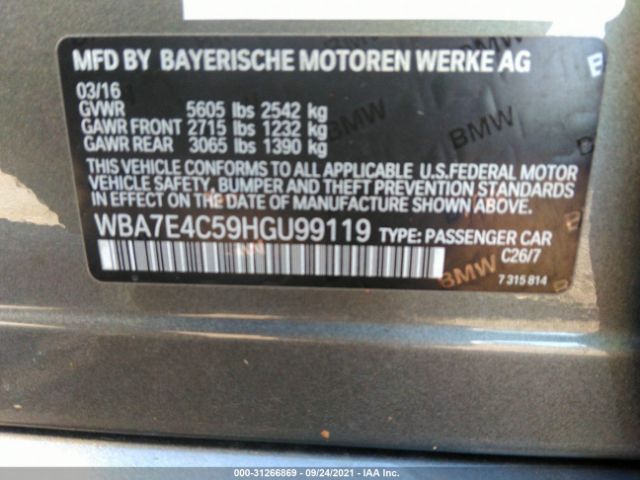 MFD BY BAYERISCHE MOTOREN WERKE AG
03/16
GVWR 5605 lbs 2542 kg
GAWR FRONT 2715 lbs 1232 kg
GAWR REAR 3065 lbs 1390 kg
THIS VEHICLE CONFORMS TO ALL APPLICABLE U.S.FEDERAL MOTOR
VEHICLE SAFETY, BUMPER AND THEFT PREVENTION STANDARDS
IN EFFECT ON THE DATE OF MANUFACTURE SHOWN ABOVE.
WBA7E4C59HGU99119 TYPE: PASSENGER CAR
C26/7
7 315 814
BMW
BMW
BMW
000-31266869 - 09/24/2021 - IAA Inc.